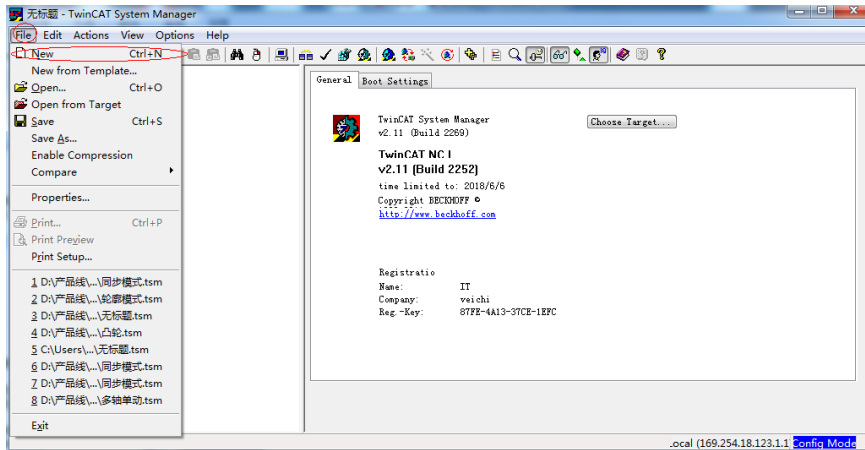 无标题 - TwinCAT System Manager
File Edit Actions View Options Help
New Ctrl+N
New from Template...
Open... Ctrl+O
Open from Target
Save Ctrl+S
Save As...
Enable Compression
Compare
Properties...
Print... Ctrl+P
Print Preview
Print Setup...
1 D:\产品线\...\同步模式.tsm
2 D:\产品线\...\轮廓模式.tsm
3 D:\产品线\...\无标题.tsm
4 D:\产品线\...\凸轮.tsm
5 C:\Users\...\无标题.tsm
6 D:\产品线\...\同步模式.tsm
7 D:\产品线\...\同步模式.tsm
8 D:\产品线\...\多轴单动.tsm
Exit
General Boot Settings
TwinCAT System Manager
v2.11 (Build 2269)
Choose Target...
TwinCAT NC I
v2.11 (Build 2252)
time limited to: 2018/6/6
Copyright BECKHOFF ©
http://www.beckhoff.com
Registratio
Name: IT
Company: veichi
Reg.-Key: 87FE-4A13-37CE-1EFC
.ocal (169.254.18.123.1.1 Config Mode